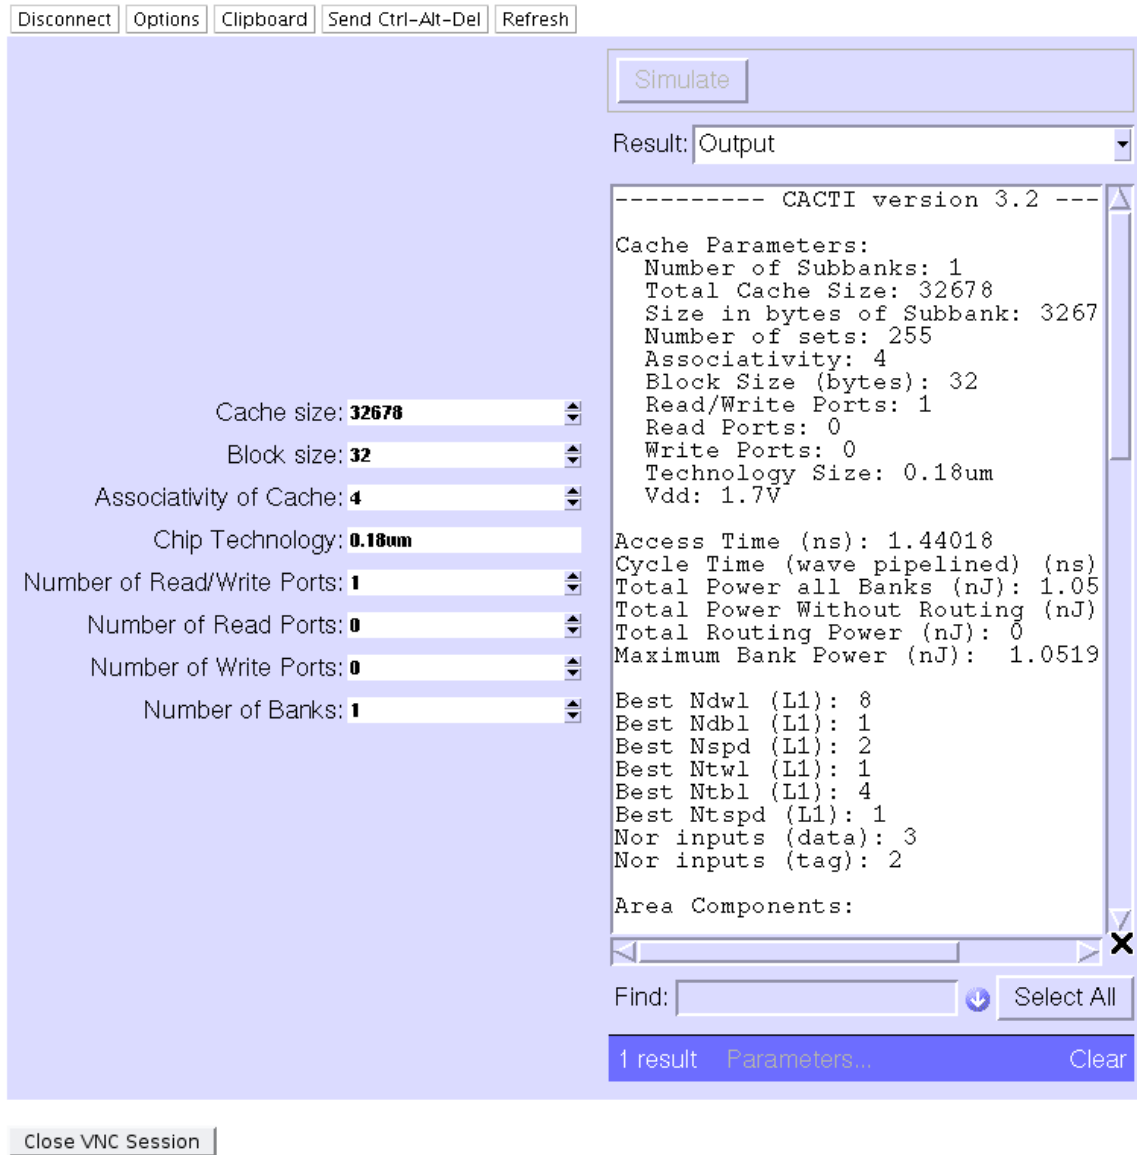 Disconnect Options Clipboard Send Ctrl-Alt-Del Refresh
Simulate
Result: Output
---------- CACTI version 3.2 ---
Cache Parameters:
Number of Subbanks: 1
Total Cache Size: 32678
Size in bytes of Subbank: 3267
Number of sets: 255
Associativity: 4
Block Size (bytes): 32
Read/Write Ports: 1
Read Ports: 0
Write Ports: 0
Technology Size: 0.18um
Vdd: 1.7V
Access Time (ns): 1.44018
Cycle Time (wave pipelined) (ns)
Total Power all Banks (nJ): 1.05
Total Power Without Routing (nJ)
Total Routing Power (nJ): 0
Maximum Bank Power (nJ): 1.0519
Best Ndwl (L1): 8
Best Ndbl (L1): 1
Best Nspd (L1): 2
Best Ntwl (L1): 1
Best Ntbl (L1): 4
Best Ntspd (L1): 1
Nor inputs (data): 3
Nor inputs (tag): 2
Area Components:
Cache size: 32678
Block size: 32
Associativity of Cache: 4
Chip Technology: 0.18um
Number of Read/Write Ports: 1
Number of Read Ports: 0
Number of Write Ports: 0
Number of Banks: 1
Find: Select All
1 result Parameters... Clear
Close VNC Session